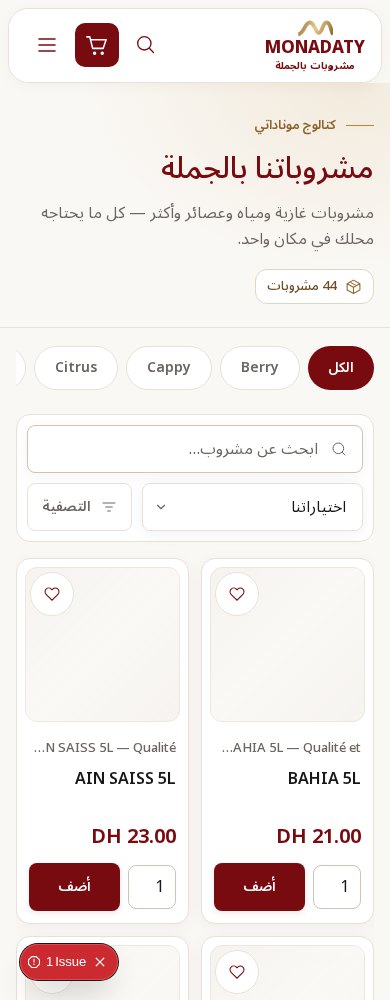 MONADATY
مشروبات بالجملة
كتالوج موناداتي
مشروباتنا بالجملة
مشروبات غازية ومياه وعصائر وأكثر — كل ما يحتاجه
محلك في مكان واحد.
44 مشروبات
الكل
Berry
Cappy
Citrus
ابحث عن مشروب...
اختياراتنا
التصفية
...AHIA 5L — Qualité et
BAHIA 5L
21.00 DH
1
أضف
...N SAISS 5L — Qualité
AIN SAISS 5L
23.00 DH
1
أضف
1 Issue